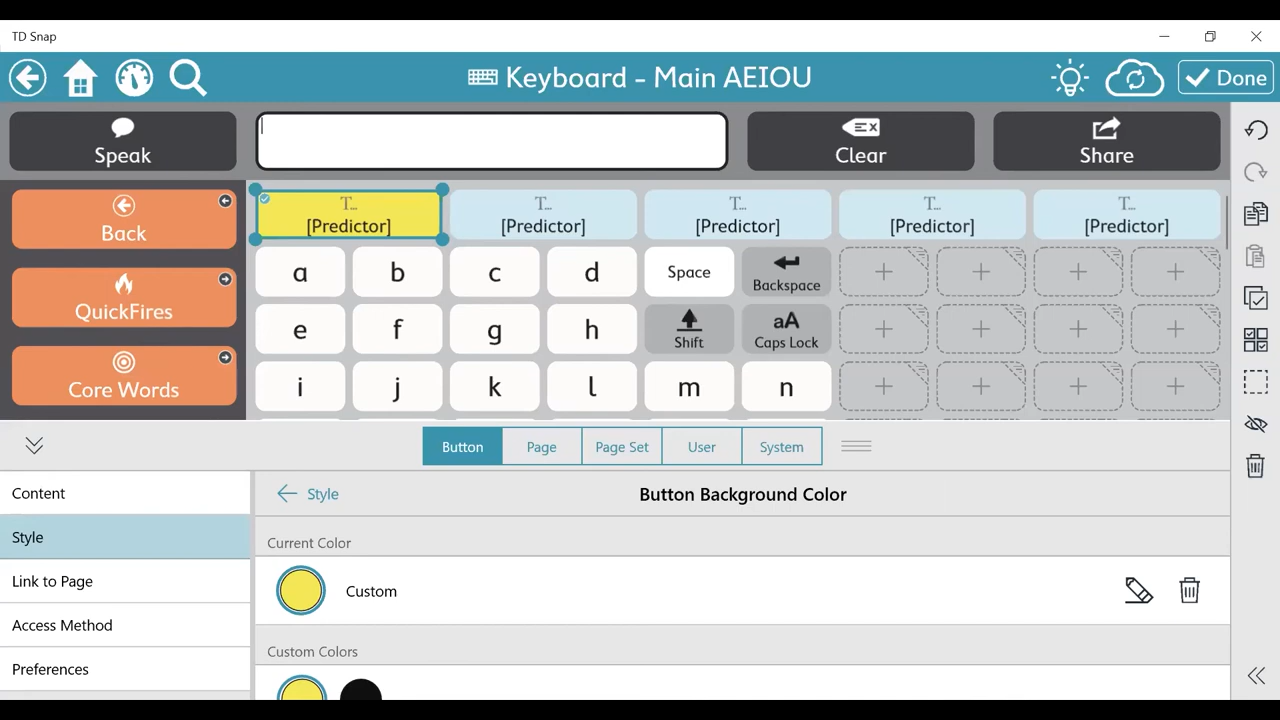 TD Snap
Keyboard - Main AEIOU
Done
Speak
Clear
Share
Back
T...
[Predictor]
T...
[Predictor]
T...
[Predictor]
T...
[Predictor]
T...
[Predictor]
a b c d Space Backspace
QuickFires
e f g h Shift aA Caps Lock
Core Words
i j k l m n
Button Page Page Set User System
Content
Style
Link to Page
Access Method
Preferences
Style
Button Background Color
Current Color
Custom
Custom Colors